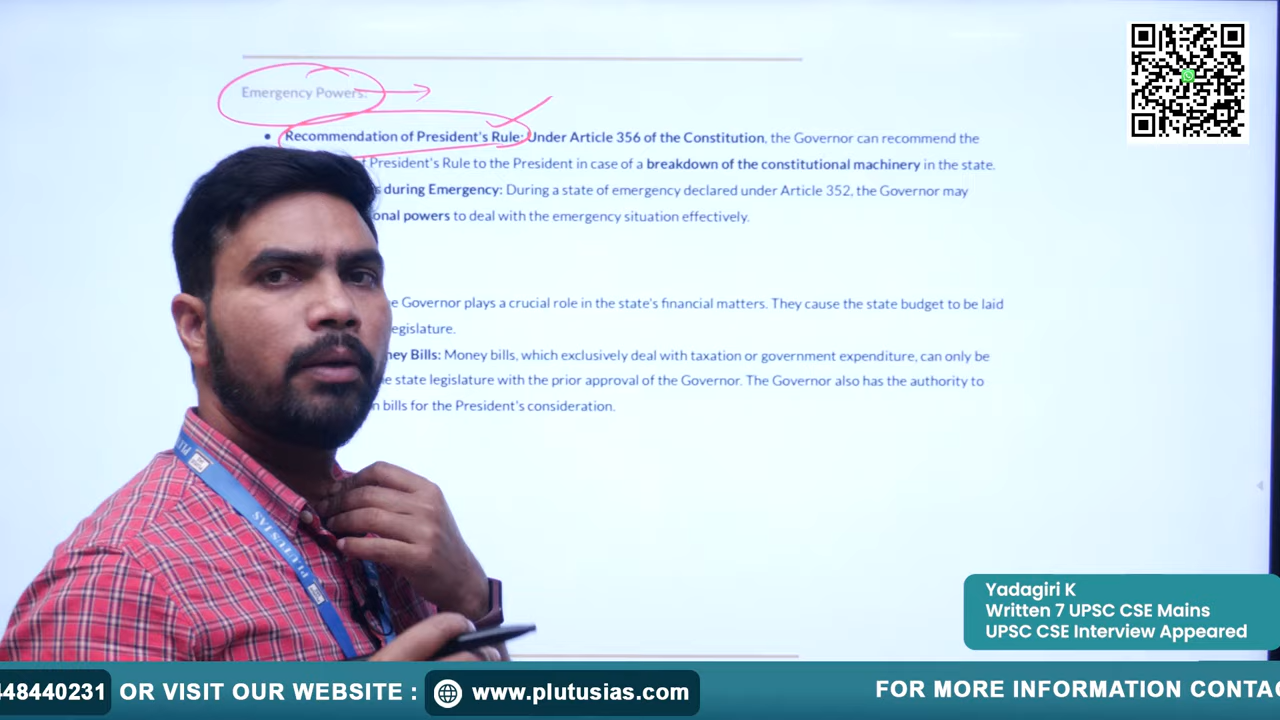 Emergency Powers:
Recommendation of President's Rule: Under Article 356 of the Constitution, the Governor can recommend the
President's Rule to the President in case of a breakdown of the constitutional machinery in the state.
during Emergency: During a state of emergency declared under Article 352, the Governor may
powers to deal with the emergency situation effectively.
Governor plays a crucial role in the state's financial matters. They cause the state budget to be laid
Bills: Money bills, which exclusively deal with taxation or government expenditure, can only be
state legislature with the prior approval of the Governor. The Governor also has the authority to
bills for the President's consideration.
PLUTUS IAS
Yadagiri K
Written 7 UPSC CSE Mains
UPSC CSE Interview Appeared
448440231 OR VISIT OUR WEBSITE : www.plutusias.com FOR MORE INFORMATION